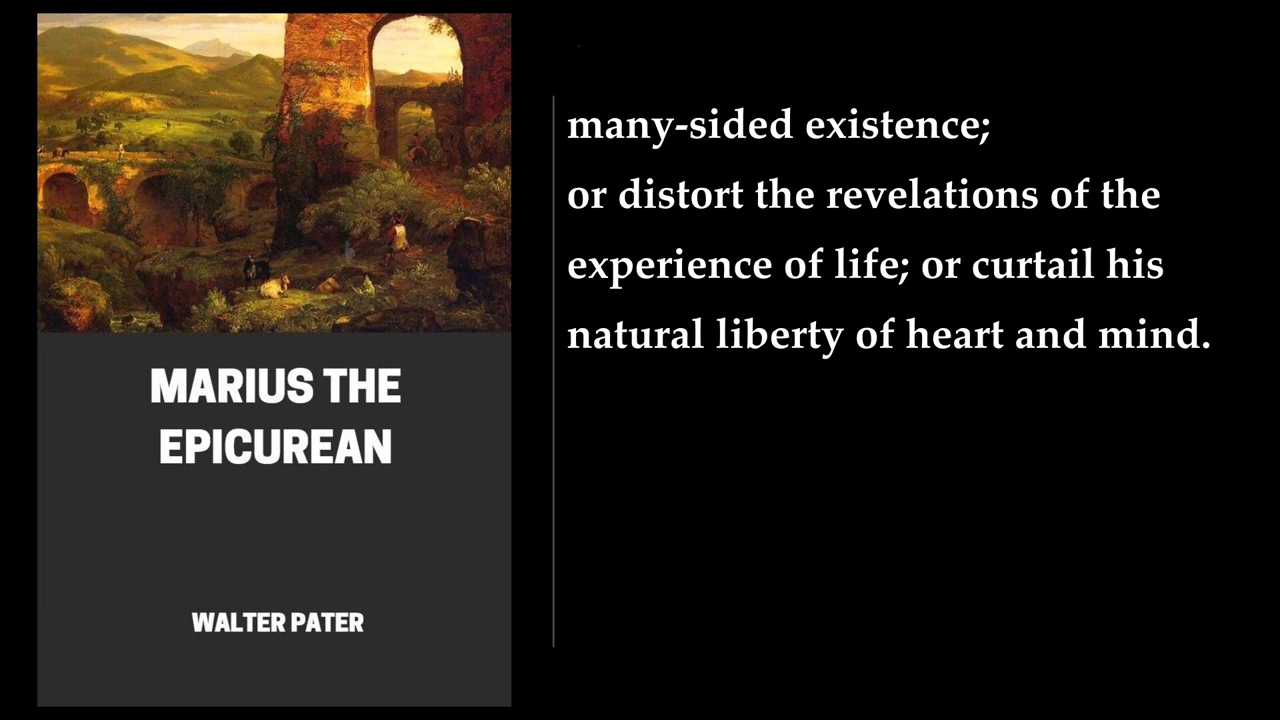 MARIUS THE
EPICUREAN
WALTER PATER
many-sided existence;
or distort the revelations of the
experience of life; or curtail his
natural liberty of heart and mind.